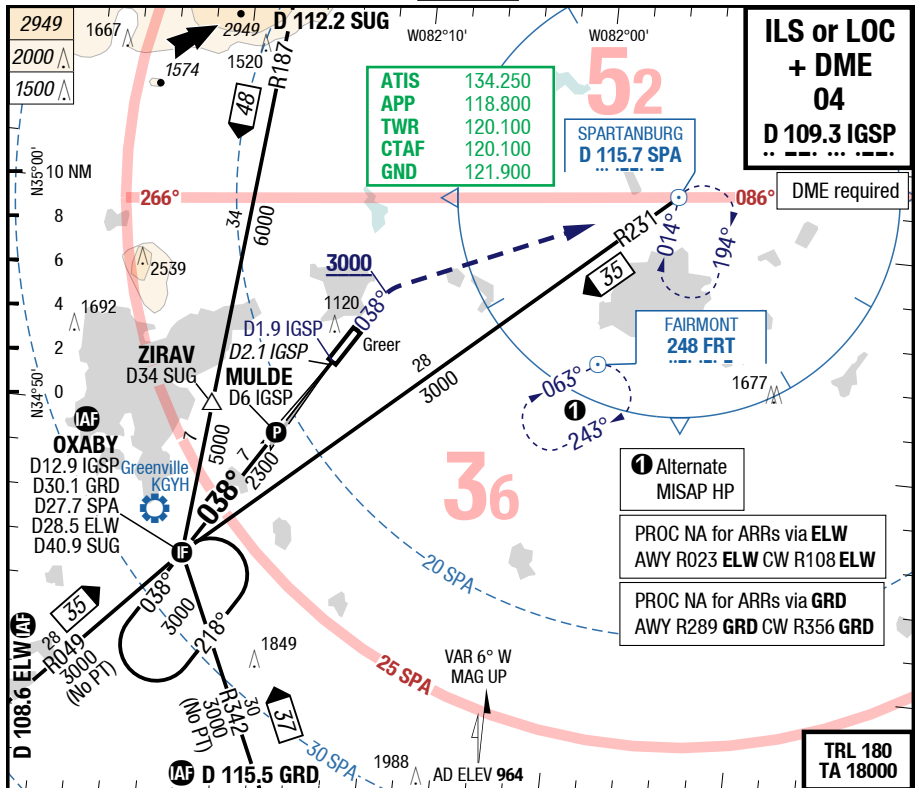 2949
2000
1500
1667
2949
1574
1520
D 112.2 SUG
R187
48
W082°10'
W082°00'
ILS or LOC
+ DME
04
D 109.3 IGSP
DME required
ATIS 134.250
APP 118.800
TWR 120.100
CTAF 120.100
GND 121.900
52
SPARTANBURG
D 115.7 SPA
N35°00'
10 NM
8
6
4
2
0
N34°50'
266°
086°
34
6000
014°
194°
R231
35
2539
1692
3000
038°
1120
D1.9 IGSP
D2.1 IGSP
Greer
FAIRMONT
248 FRT
1677
ZIRAV
D34 SUG
MULDE
D6 IGSP
P
28
3000
063°
1
243°
IAF
OXABY
D12.9 IGSP
D30.1 GRD
D27.7 SPA
D28.5 ELW
D40.9 SUG
Greenville
KGYH
7
5000
7
2300
038°
36
IF
1 Alternate
MISAP HP
PROC NA for ARRs via ELW
AWY R023 ELW CW R108 ELW
PROC NA for ARRs via GRD
AWY R289 GRD CW R356 GRD
20 SPA
25 SPA
30 SPA
038°
3000
218°
1849
35
28
R049
3000
(No PT)
D 108.6 ELW IAF
R342
30
3000
(No PT)
37
IAF D 115.5 GRD
1988
VAR 6° W
MAG UP
AD ELEV 964
TRL 180
TA 18000